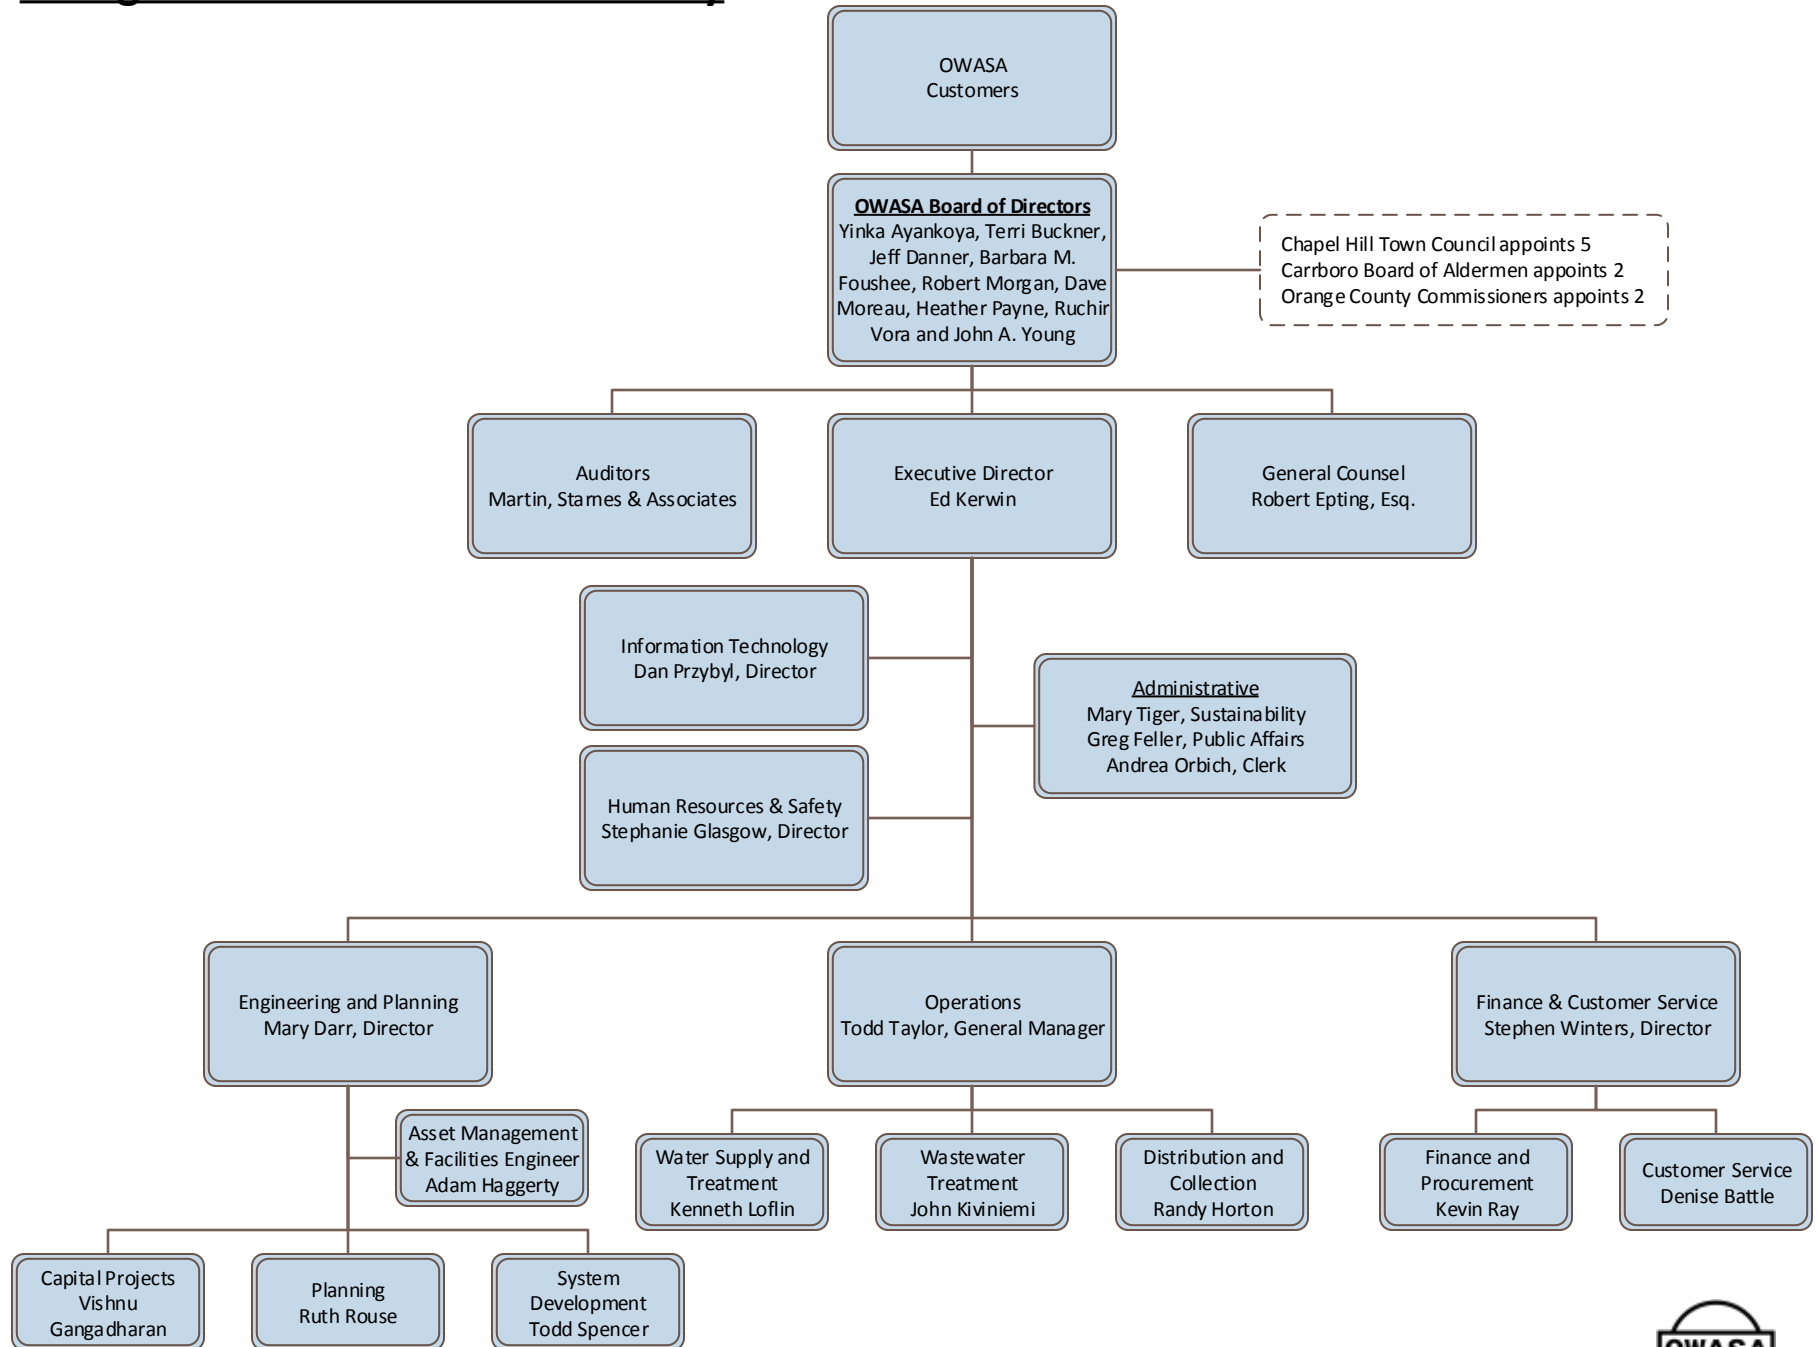 OWASA
Customers
OWASA Board of Directors
Yinka Ayankoya, Terri Buckner,
Jeff Danner, Barbara M.
Foushee, Robert Morgan, Dave
Moreau, Heather Payne, Ruchir
Vora and John A. Young
Chapel Hill Town Council appoints 5
Carrboro Board of Aldermen appoints 2
Orange County Commissioners appoints 2
Auditors
Martin, Starnes & Associates
Executive Director
Ed Kerwin
General Counsel
Robert Epting, Esq.
Information Technology
Dan Przybyl, Director
Administrative
Mary Tiger, Sustainability
Greg Feller, Public Affairs
Andrea Orbich, Clerk
Human Resources & Safety
Stephanie Glasgow, Director
Engineering and Planning
Mary Darr, Director
Operations
Todd Taylor, General Manager
Finance & Customer Service
Stephen Winters, Director
Asset Management
& Facilities Engineer
Adam Haggerty
Water Supply and
Treatment
Kenneth Loflin
Wastewater
Treatment
John Kiviniemi
Distribution and
Collection
Randy Horton
Finance and
Procurement
Kevin Ray
Customer Service
Denise Battle
Capital Projects
Vishnu
Gangadharan
Planning
Ruth Rouse
System
Development
Todd Spencer
OWASA